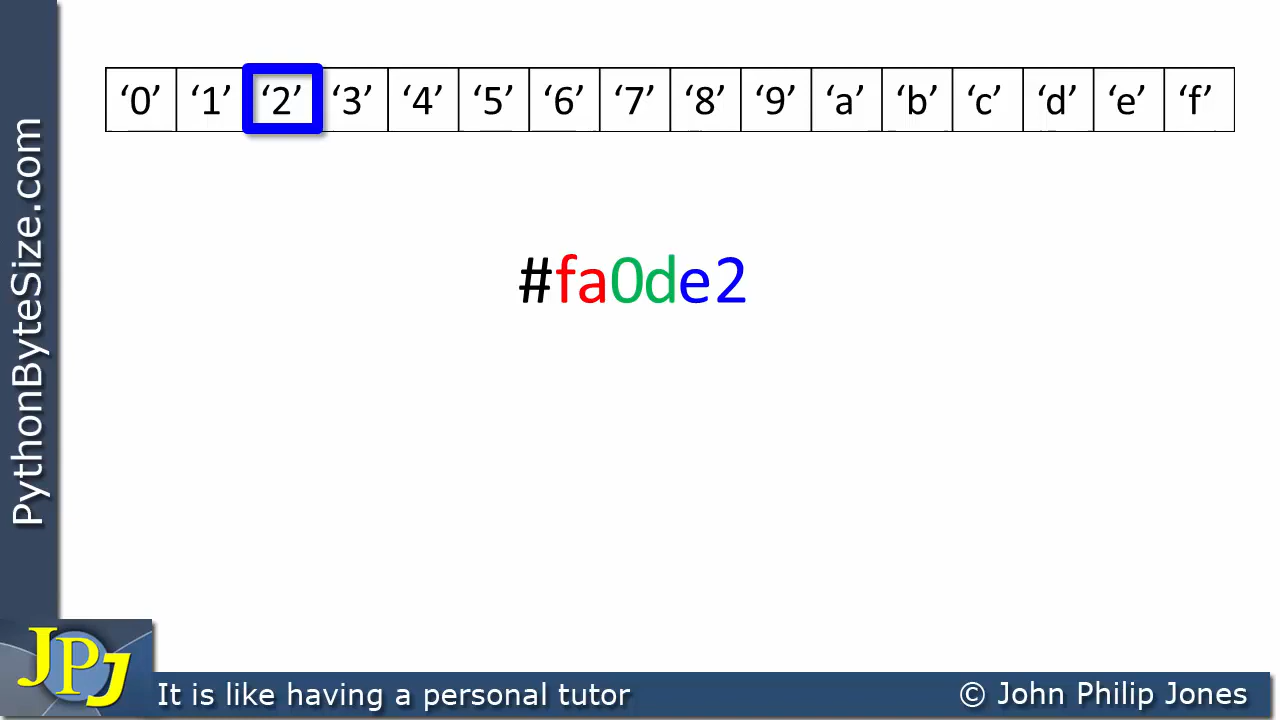 ‘0’ ‘1’ ‘2’ ‘3’ ‘4’ ‘5’ ‘6’ ‘7’ ‘8’ ‘9’ ‘a’ ‘b’ ‘c’ ‘d’ ‘e’ ‘f’
#fa0de2
PythonByteSize.com
JPJ
It is like having a personal tutor
© John Philip Jones